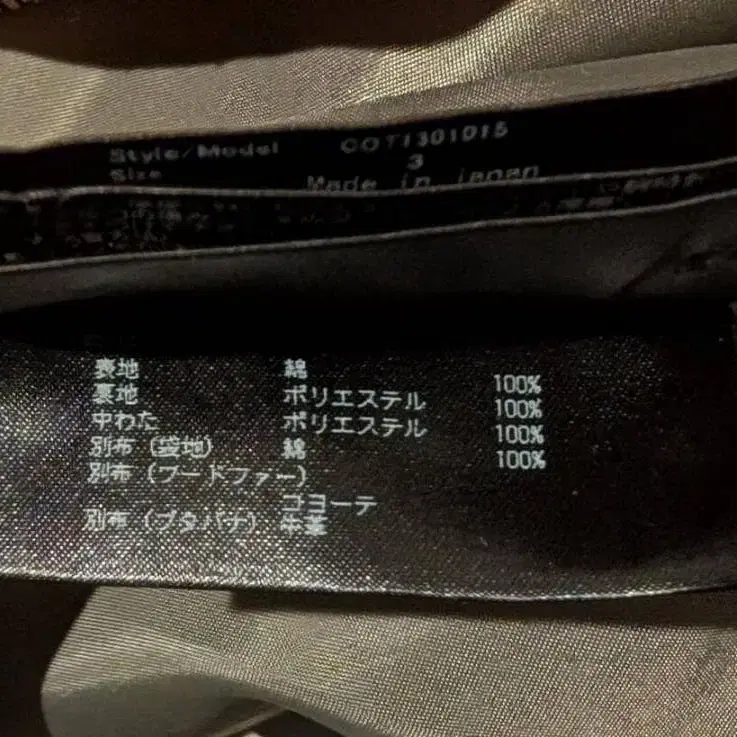 Style/Model COT1301015
Size 3
Made in Japan
表地 綿 100%
裏地 ポリエステル 100%
中わた ポリエステル 100%
別布(袋地) 綿 100%
別布(フードファー)
コヨーテ
別布(ブタバナ) 牛革